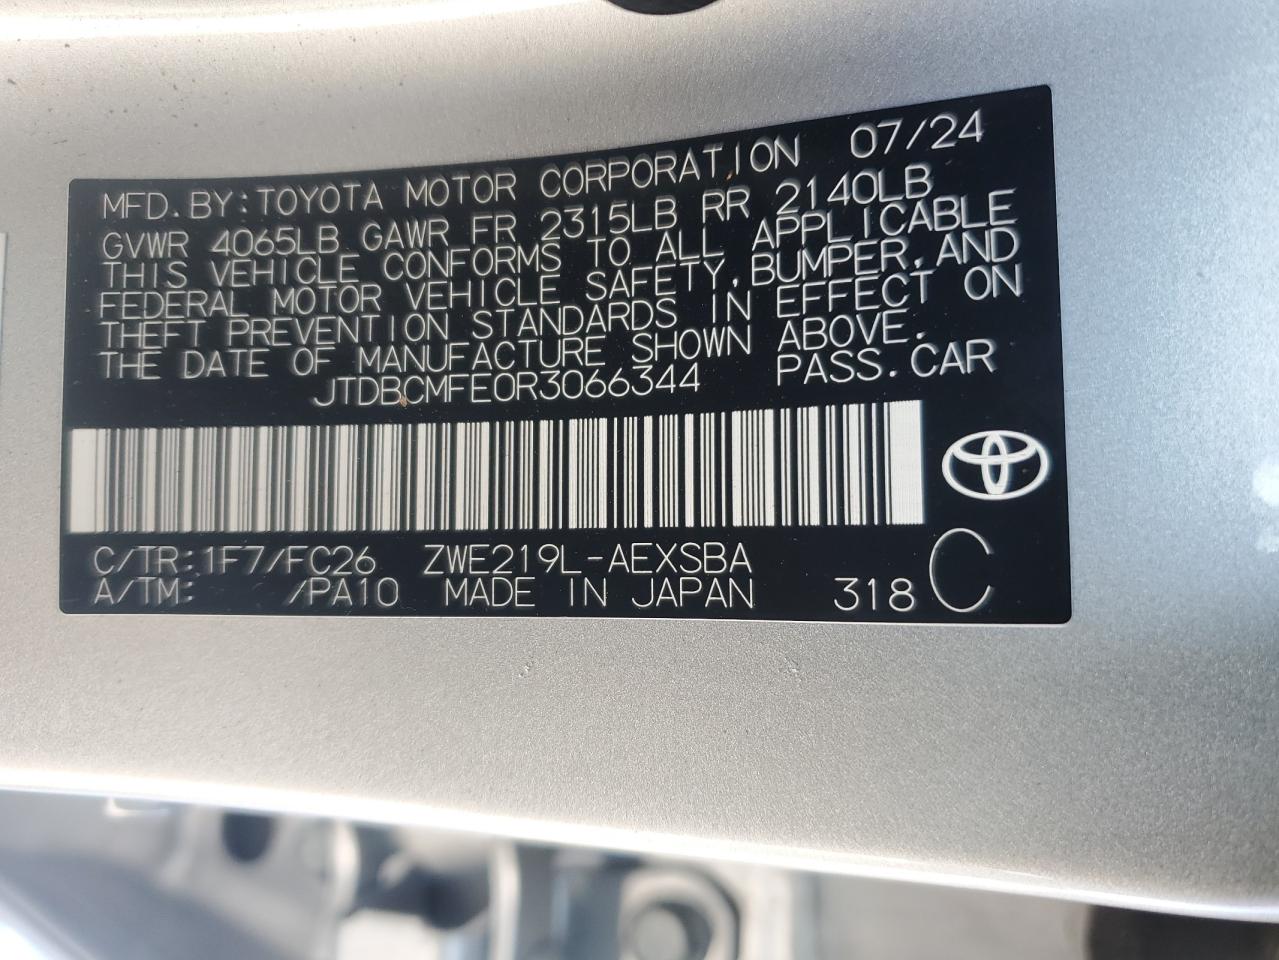 MFD.BY:TOYOTA MOTOR CORPORATION 07/24
GVWR 4065LB GAWR FR 2315LB RR 2140LB
THIS VEHICLE CONFORMS TO ALL APPLICABLE
FEDERAL MOTOR VEHICLE SAFETY,BUMPER,AND
THEFT PREVENTION STANDARDS IN EFFECT ON
THE DATE OF MANUFACTURE SHOWN ABOVE.
JTDBCMFE0R3066344 PASS.CAR
C/TR:1F7/FC26 ZWE219L-AEXSBA
A/TM: /PA10 MADE IN JAPAN 318 C